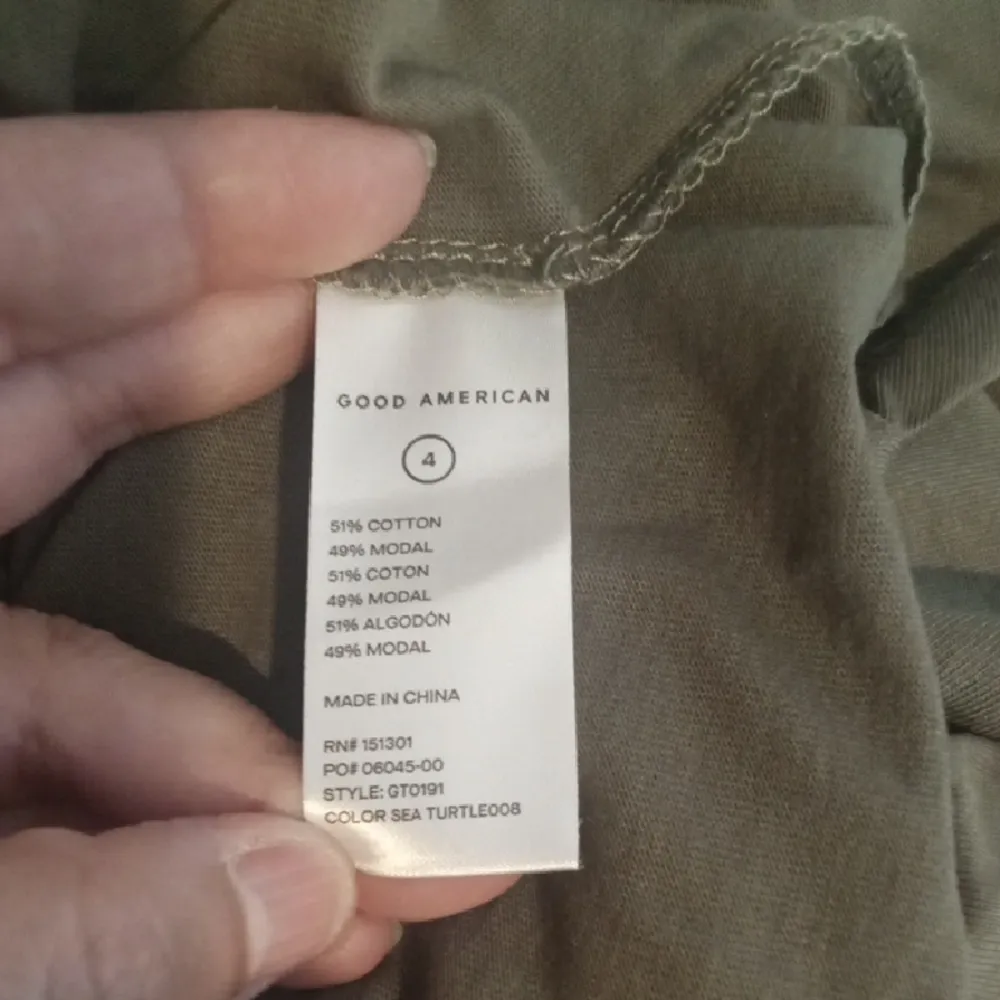 GOOD AMERICAN
4
51% COTTON
49% MODAL
51% COTON
49% MODAL
51% ALGODÓN
49% MODAL
MADE IN CHINA
RN# 151301
PO# 06045-00
STYLE: GT0191
COLOR SEA TURTLE008